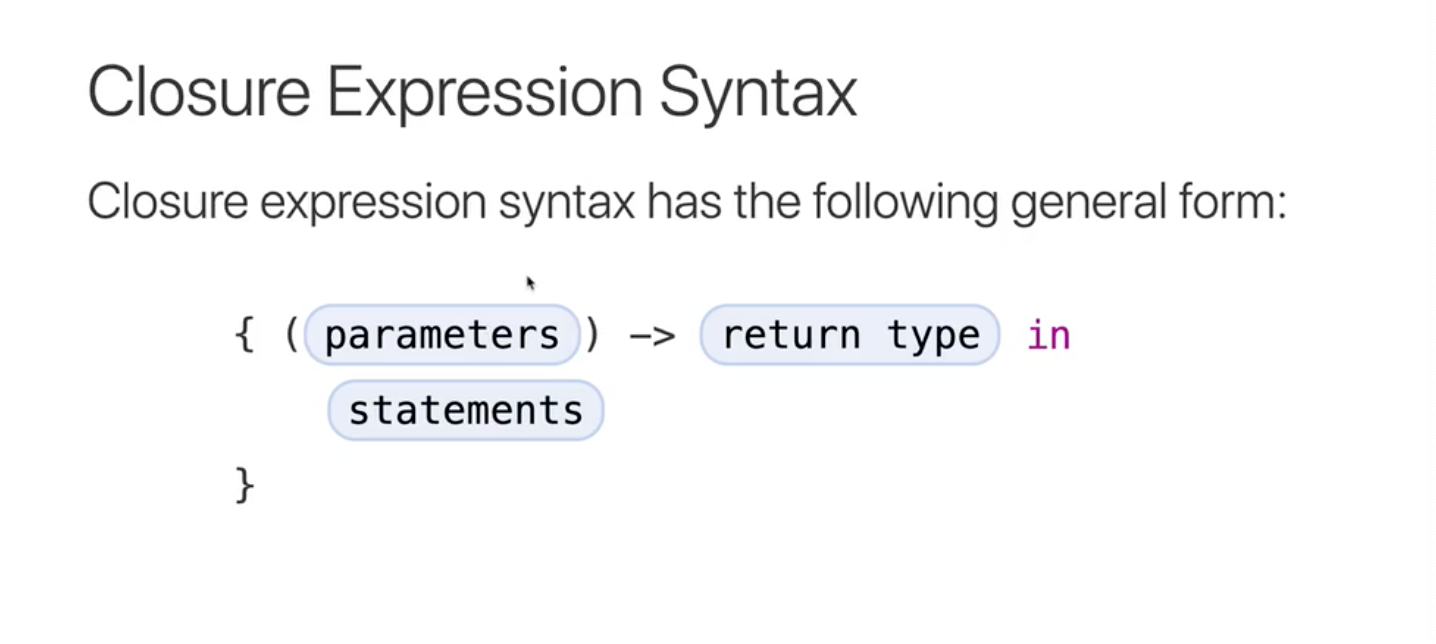 Closure Expression Syntax
Closure expression syntax has the following general form:
{ (parameters) -> return type in
statements
}